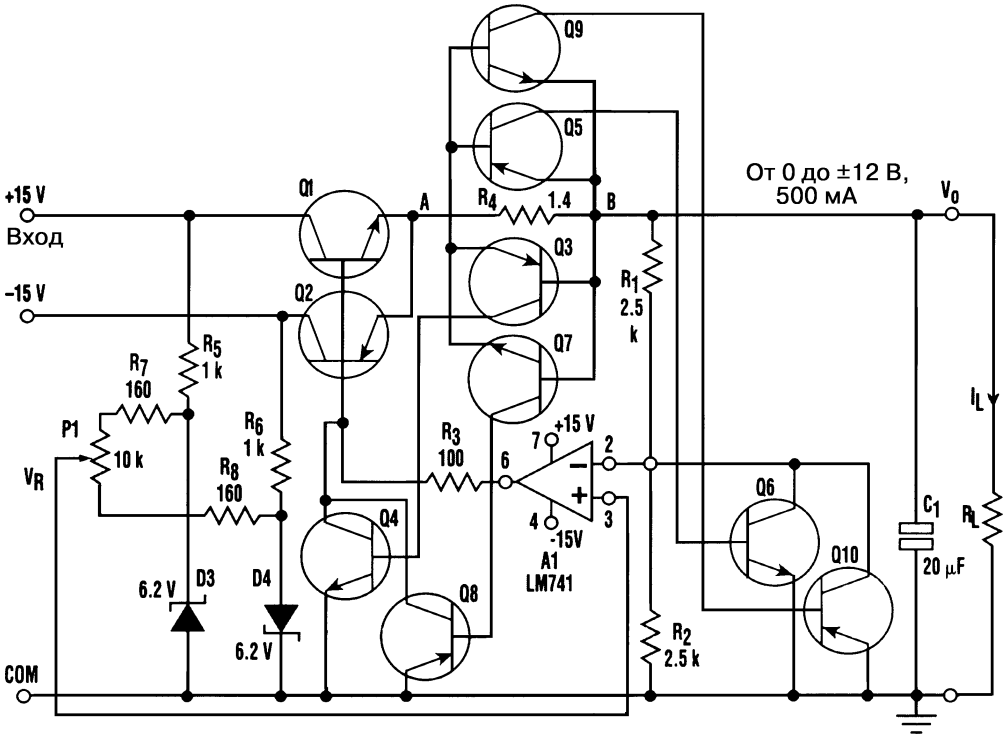 Q9
Q5
От 0 до ±12 В,
500 мА
V₀
+15 V
Вход
Q1
A
R₄
1.4
B
Q3
R₁
2.5
k
-15 V
Q2
Q7
R₅
1 k
R₇
160
P1
10 k
V_R
R₆
1 k
R₈
160
R₃
100
6
7
+15 V
2
−
+
3
4
-15V
A1
LM741
I_L
R_L
Q6
Q10
C₁
20 μF
Q4
D3
6.2 V
D4
6.2 V
Q8
R₂
2.5 k
COM